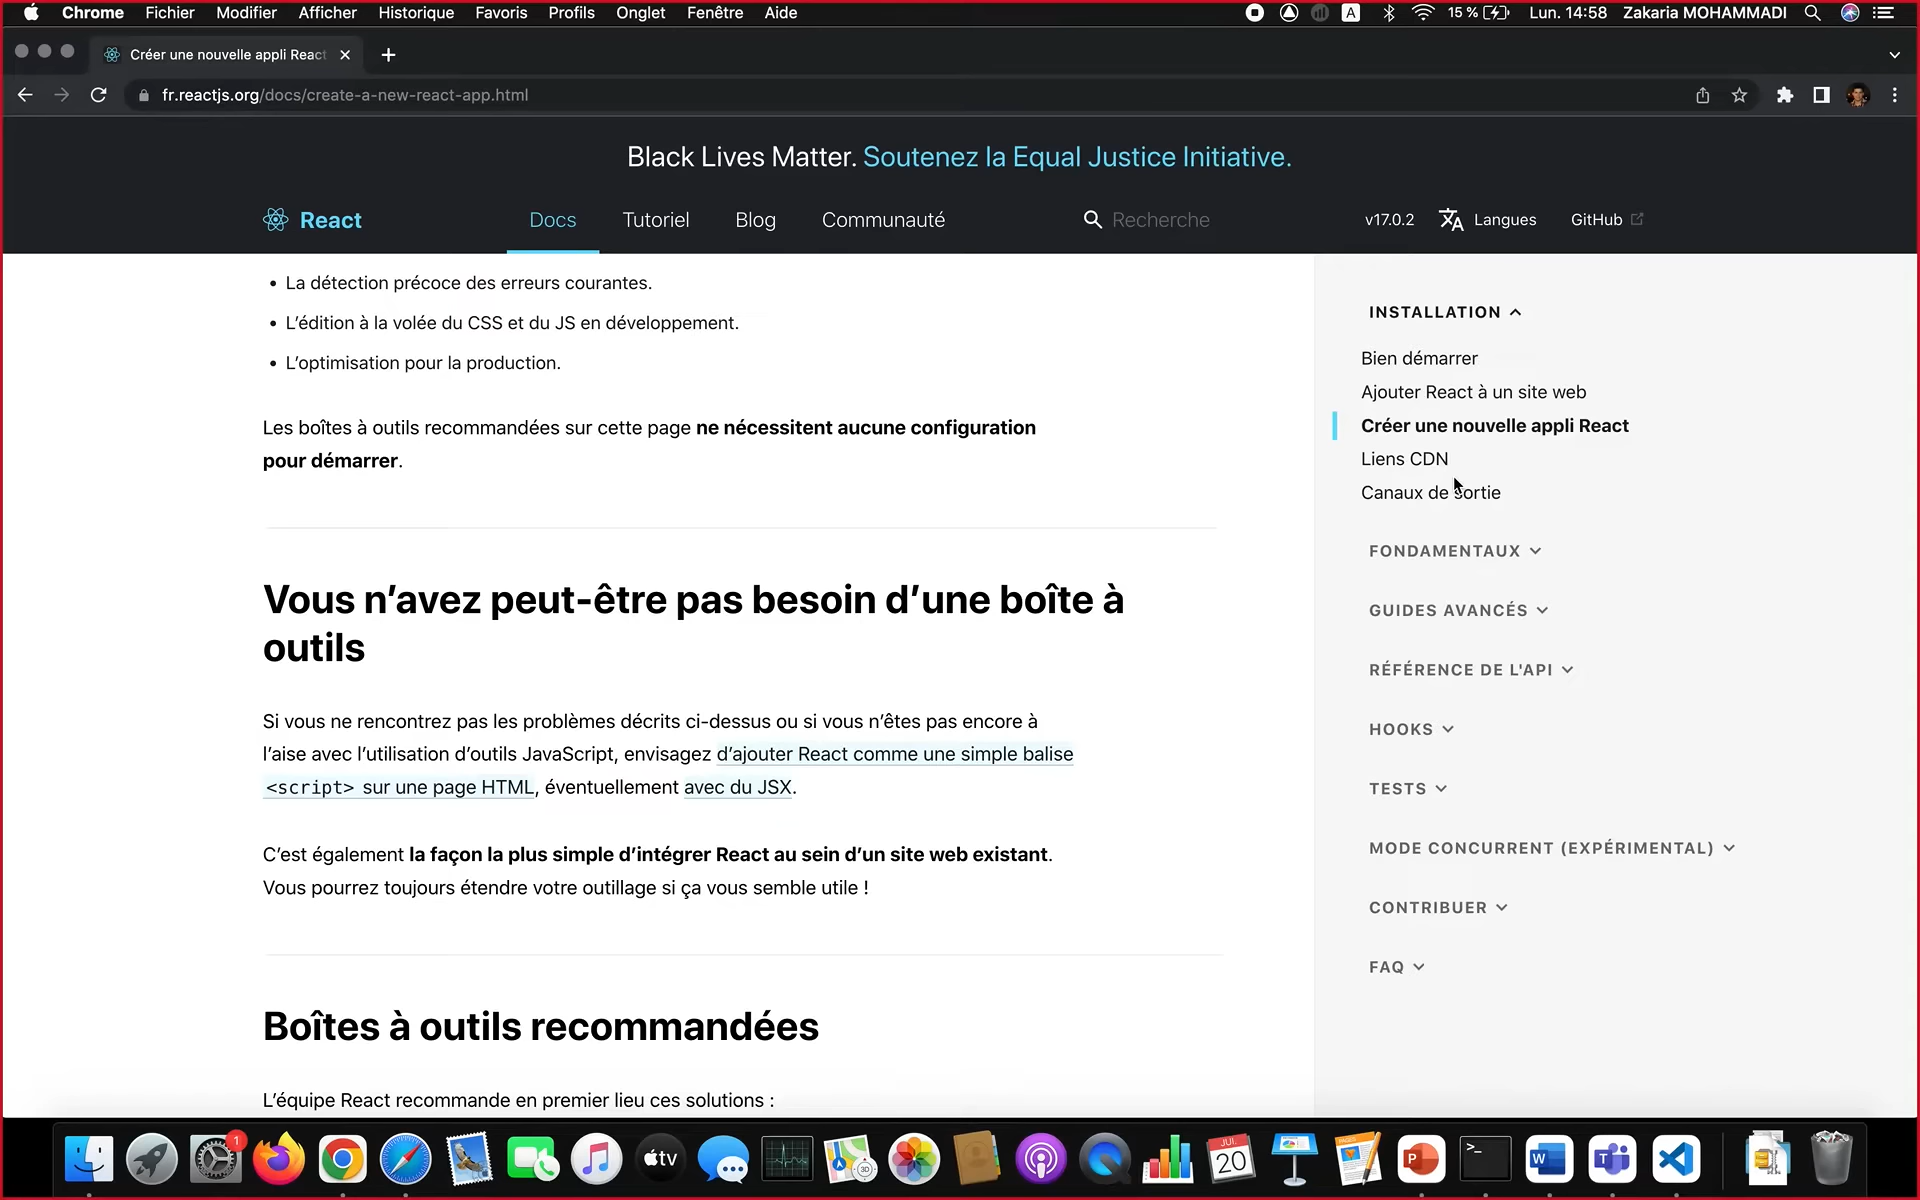 Chrome Fichier Modifier Afficher Historique Favoris Profils Onglet Fenêtre Aide A 15 % Lun. 14:58 Zakaria MOHAMMADI
Créer une nouvelle appli React
fr.reactjs.org/docs/create-a-new-react-app.html
Black Lives Matter. Soutenez la Equal Justice Initiative.
React Docs Tutoriel Blog Communauté Recherche v17.0.2 Langues GitHub
• La détection précoce des erreurs courantes.
• L’édition à la volée du CSS et du JS en développement.
• L’optimisation pour la production.
Les boîtes à outils recommandées sur cette page ne nécessitent aucune configuration
pour démarrer.
Vous n’avez peut-être pas besoin d’une boîte à
outils
Si vous ne rencontrez pas les problèmes décrits ci-dessus ou si vous n’êtes pas encore à
l’aise avec l’utilisation d’outils JavaScript, envisagez d’ajouter React comme une simple balise
<script> sur une page HTML, éventuellement avec du JSX.
C’est également la façon la plus simple d’intégrer React au sein d’un site web existant.
Vous pourrez toujours étendre votre outillage si ça vous semble utile !
Boîtes à outils recommandées
L’équipe React recommande en premier lieu ces solutions :
INSTALLATION
Bien démarrer
Ajouter React à un site web
Créer une nouvelle appli React
Liens CDN
Canaux de sortie
FONDAMENTAUX
GUIDES AVANCÉS
RÉFÉRENCE DE L'API
HOOKS
TESTS
MODE CONCURRENT (EXPÉRIMENTAL)
CONTRIBUER
FAQ
1
tv
3D
JUI.
20
PAGES
P
>_
W
T